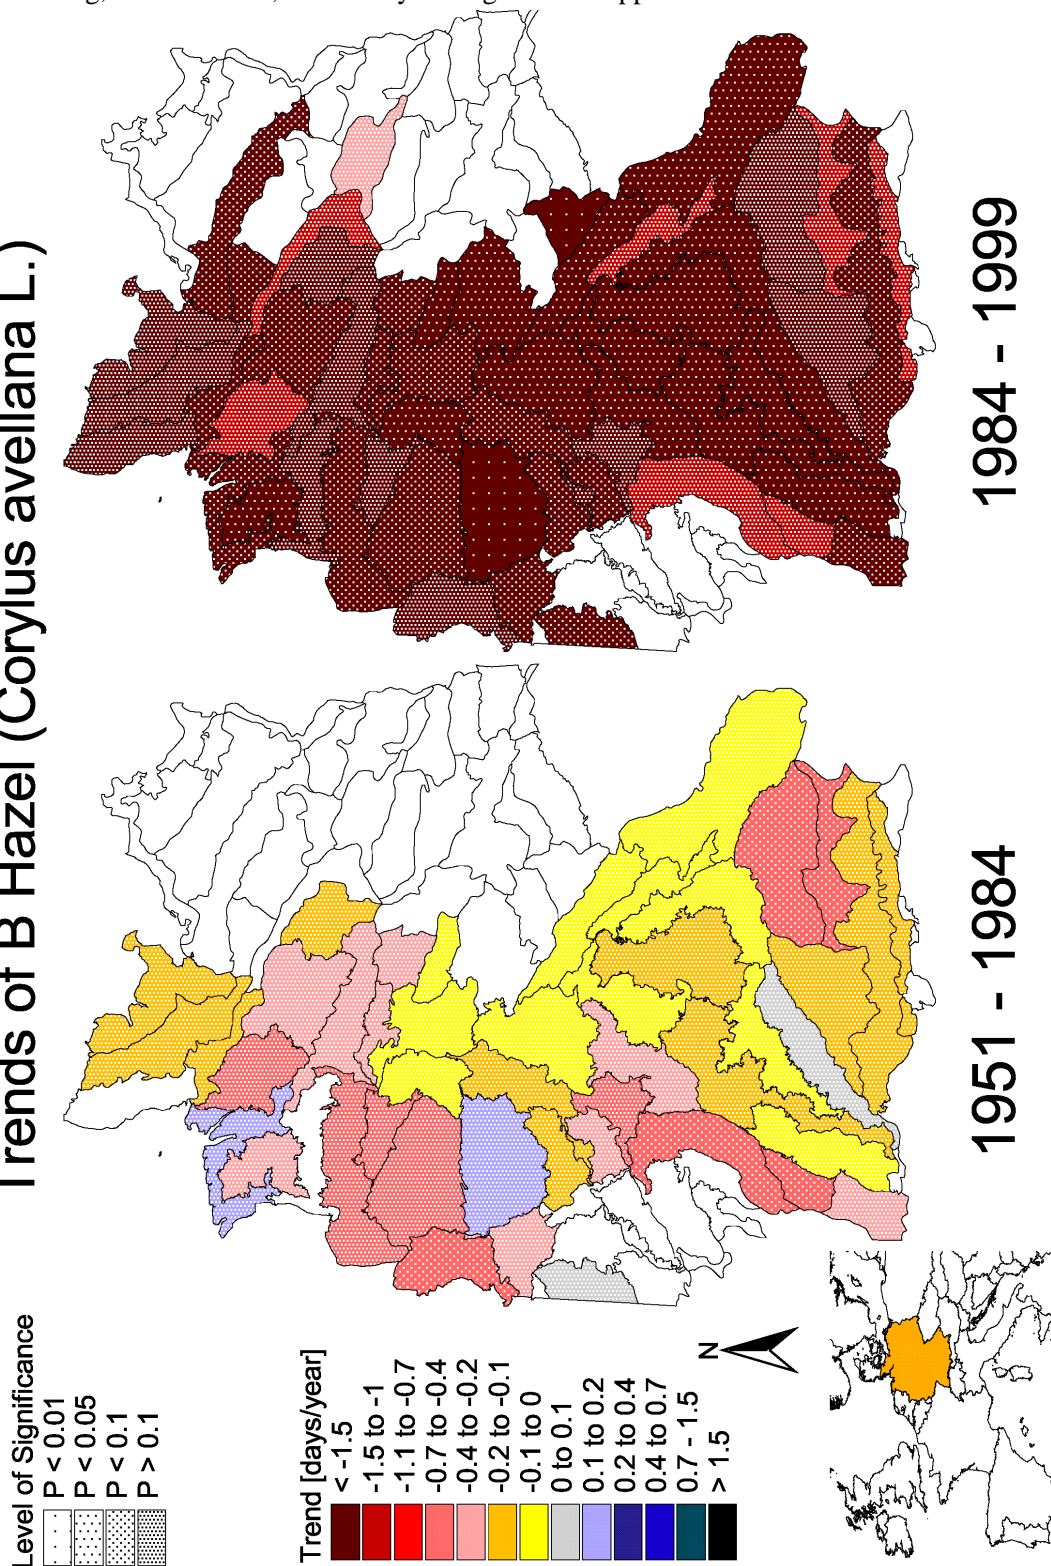 Trends of B Hazel (Corylus avellana L.)
1951 - 1984
1984 - 1999
Level of Significance
P < 0.01
P < 0.05
P < 0.1
P > 0.1
Trend [days/year]
< -1.5
-1.5 to -1
-1.1 to -0.7
-0.7 to -0.4
-0.4 to -0.2
-0.2 to -0.1
-0.1 to 0
0 to 0.1
0.1 to 0.2
0.2 to 0.4
0.4 to 0.7
0.7 - 1.5
> 1.5
N